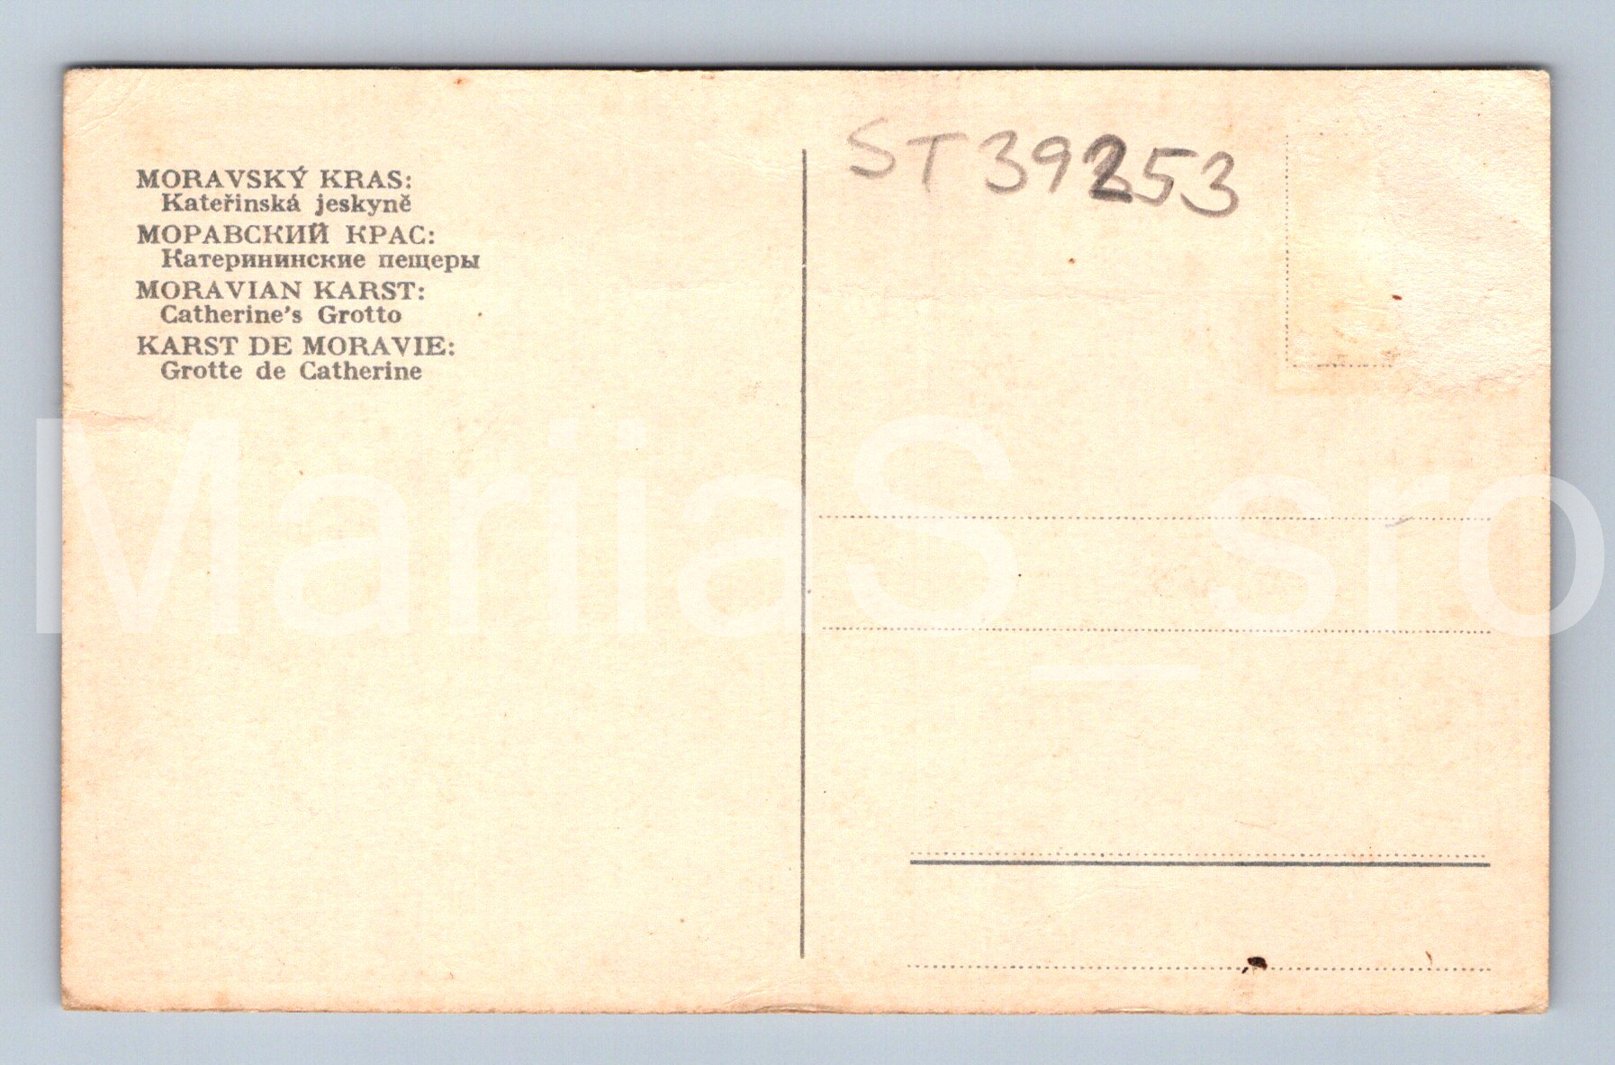 MORAVSKÝ KRAS:
Kateřinská jeskyně
МОРАВСКИЙ КРАС:
Катерининские пещеры
MORAVIAN KARST:
Catherine's Grotto
KARST DE MORAVIE:
Grotte de Catherine
ST39253
MariiaS_sro